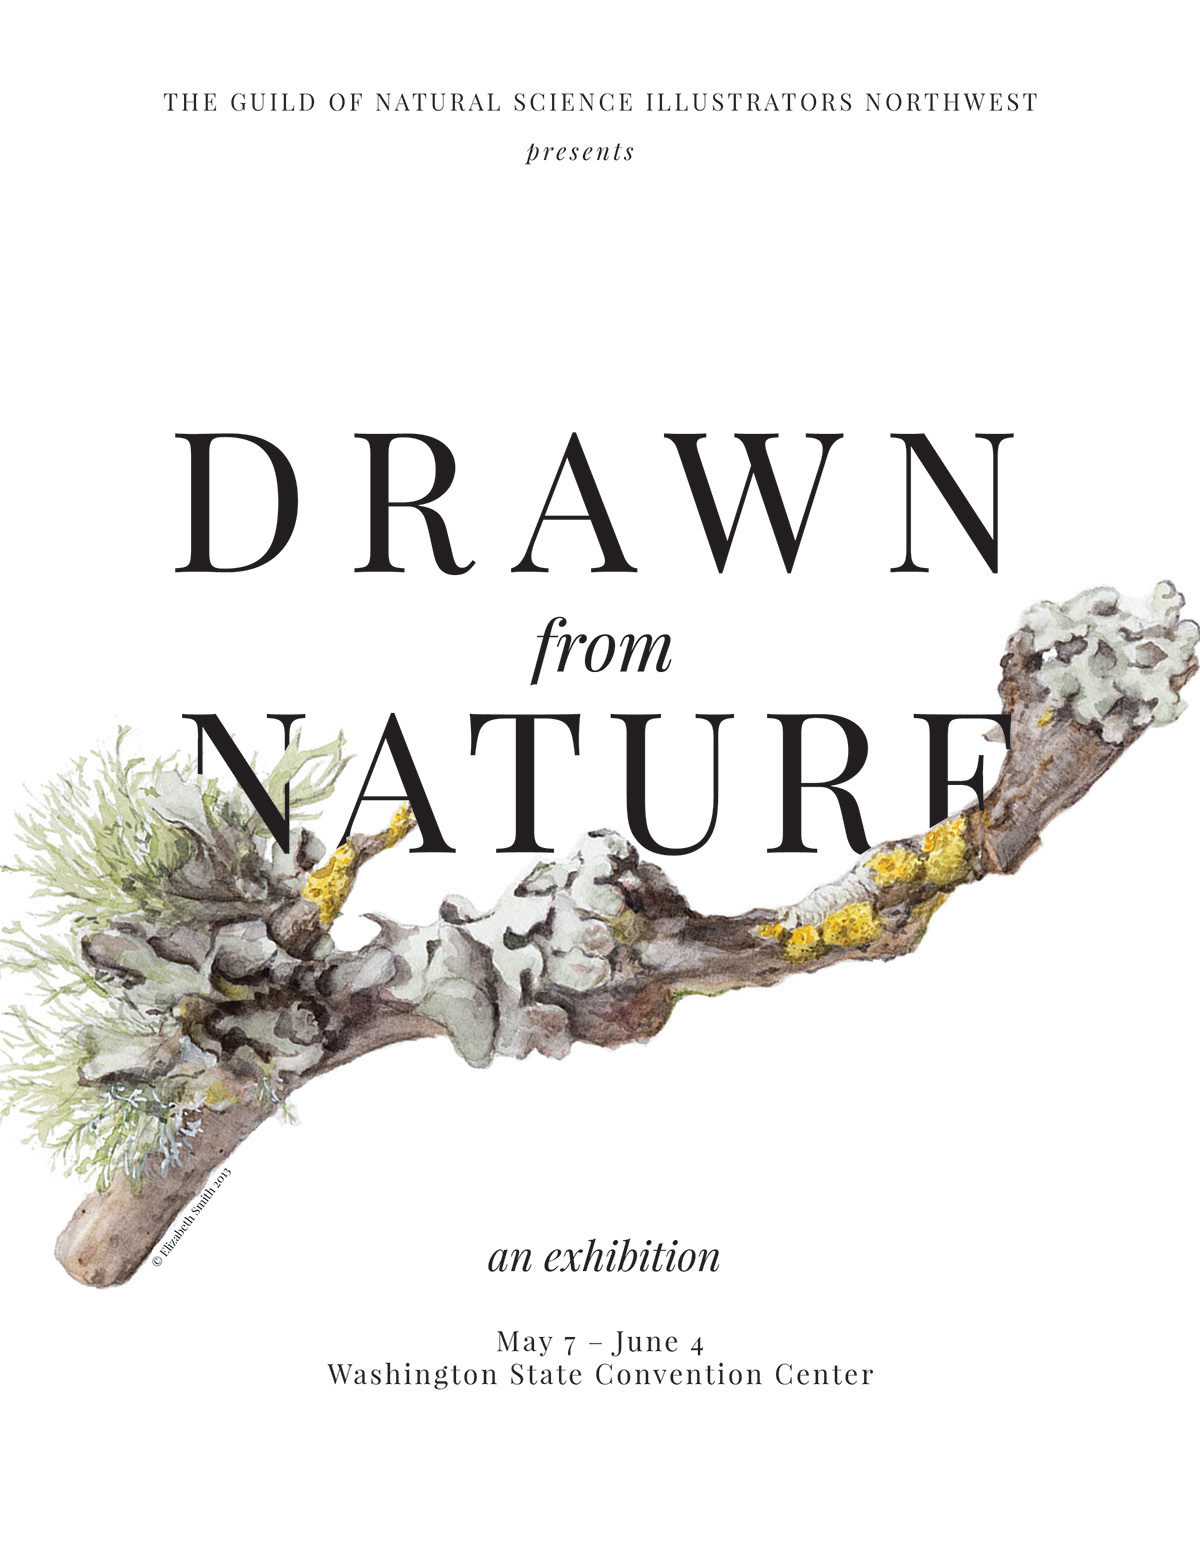 THE GUILD OF NATURAL SCIENCE ILLUSTRATORS NORTHWEST
presents
DRAWN
from
NATURE
© Elizabeth Smith 2013
an exhibition
May 7 – June 4
Washington State Convention Center